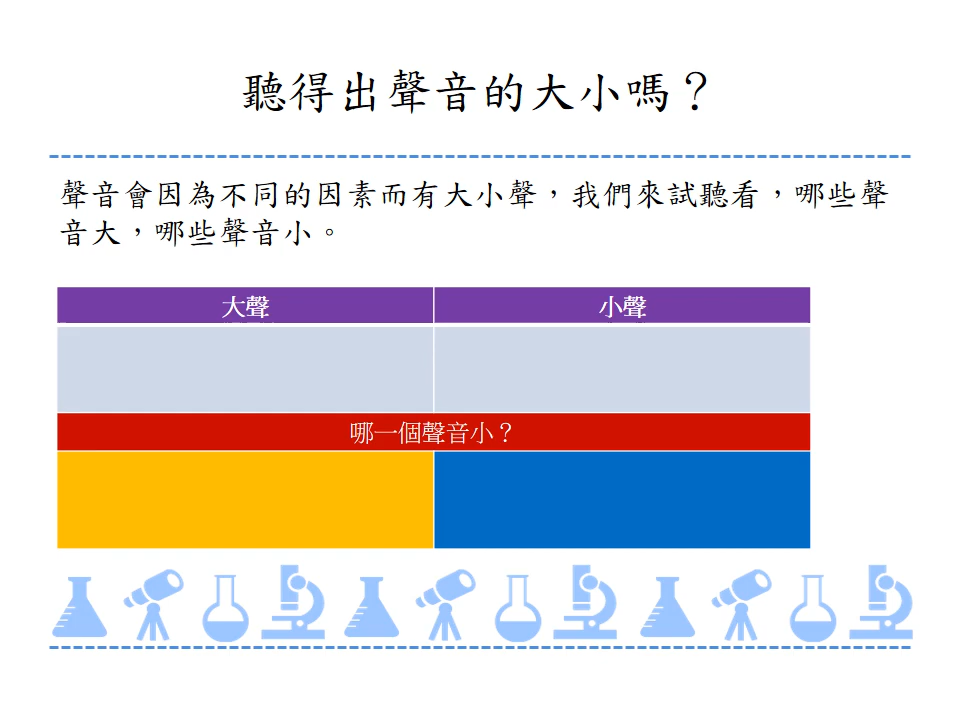 聽得出聲音的大小嗎？
聲音會因為不同的因素而有大小聲，我們來試聽看，哪些聲
音大，哪些聲音小。
大聲
小聲
哪一個聲音小？